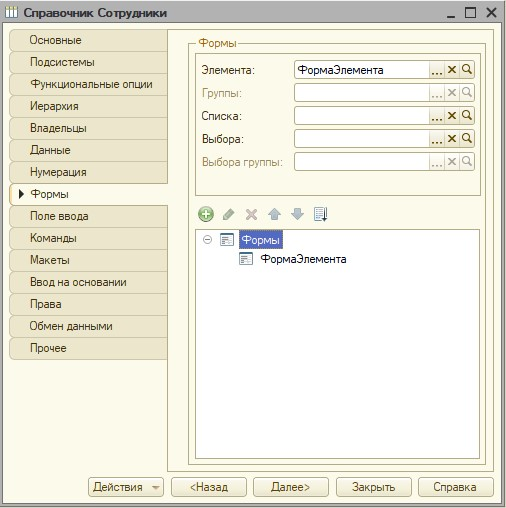 Справочник Сотрудники
Основные
Подсистемы
Функциональные опции
Иерархия
Владельцы
Данные
Нумерация
Формы
Поле ввода
Команды
Макеты
Ввод на основании
Права
Обмен данными
Прочее
Формы
Элемента: ФормаЭлемента ...
Группы: ...
Списка: ...
Выбора: ...
Выбора группы: ...
Формы
ФормаЭлемента
Действия <Назад Далее> Закрыть Справка